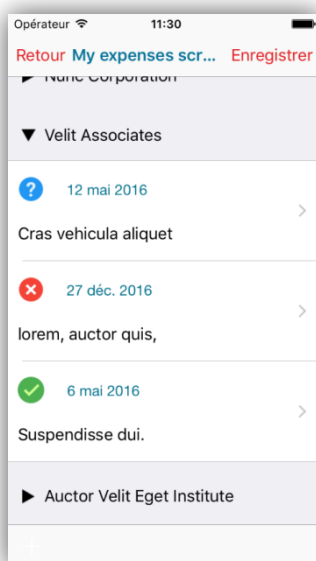 Opérateur 11:30
Retour My expenses scr... Enregistrer
Nunc Corporation
Velit Associates
12 mai 2016
Cras vehicula aliquet
27 déc. 2016
lorem, auctor quis,
6 mai 2016
Suspendisse dui.
Auctor Velit Eget Institute